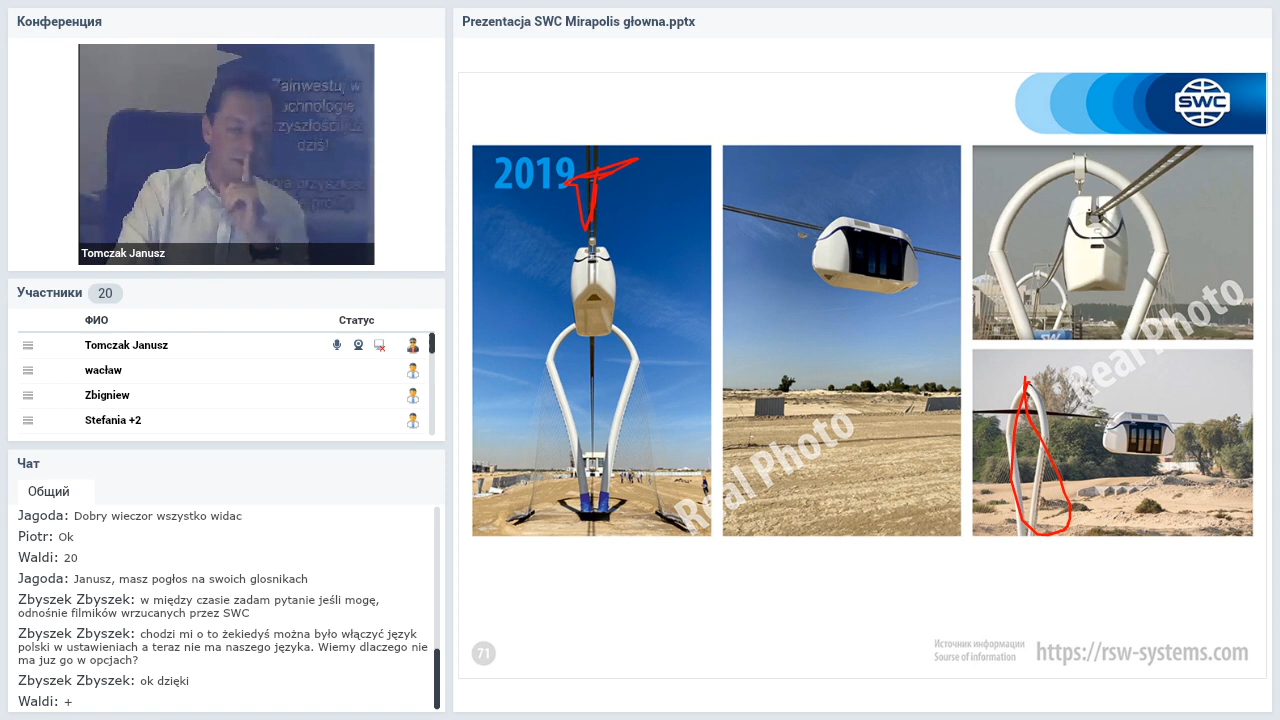 Конференция
Zainwestuj w
dziś!
Tomczak Janusz
Участники 20
ФИО Статус
Tomczak Janusz
wacław
Zbigniew
Stefania +2
Чат
Общий
Jagoda: Dobry wieczor wszystko widac
Piotr: Ok
Waldi: 20
Jagoda: Janusz, masz pogłos na swoich glosnikach
Zbyszek Zbyszek: w między czasie zadam pytanie jeśli mogę,
odnośnie filmików wrzucanych przez SWC
Zbyszek Zbyszek: chodzi mi o to żekiedyś można było włączyć język
polski w ustawieniach a teraz nie ma naszego języka. Wiemy dlaczego nie
ma juz go w opcjach?
Zbyszek Zbyszek: ok dzięki
Waldi: +
Prezentacja SWC Mirapolis głowna.pptx
SWC
2019
Real Photo
Real Photo
71
Источник информации
Sourse of information
https://rsw-systems.com